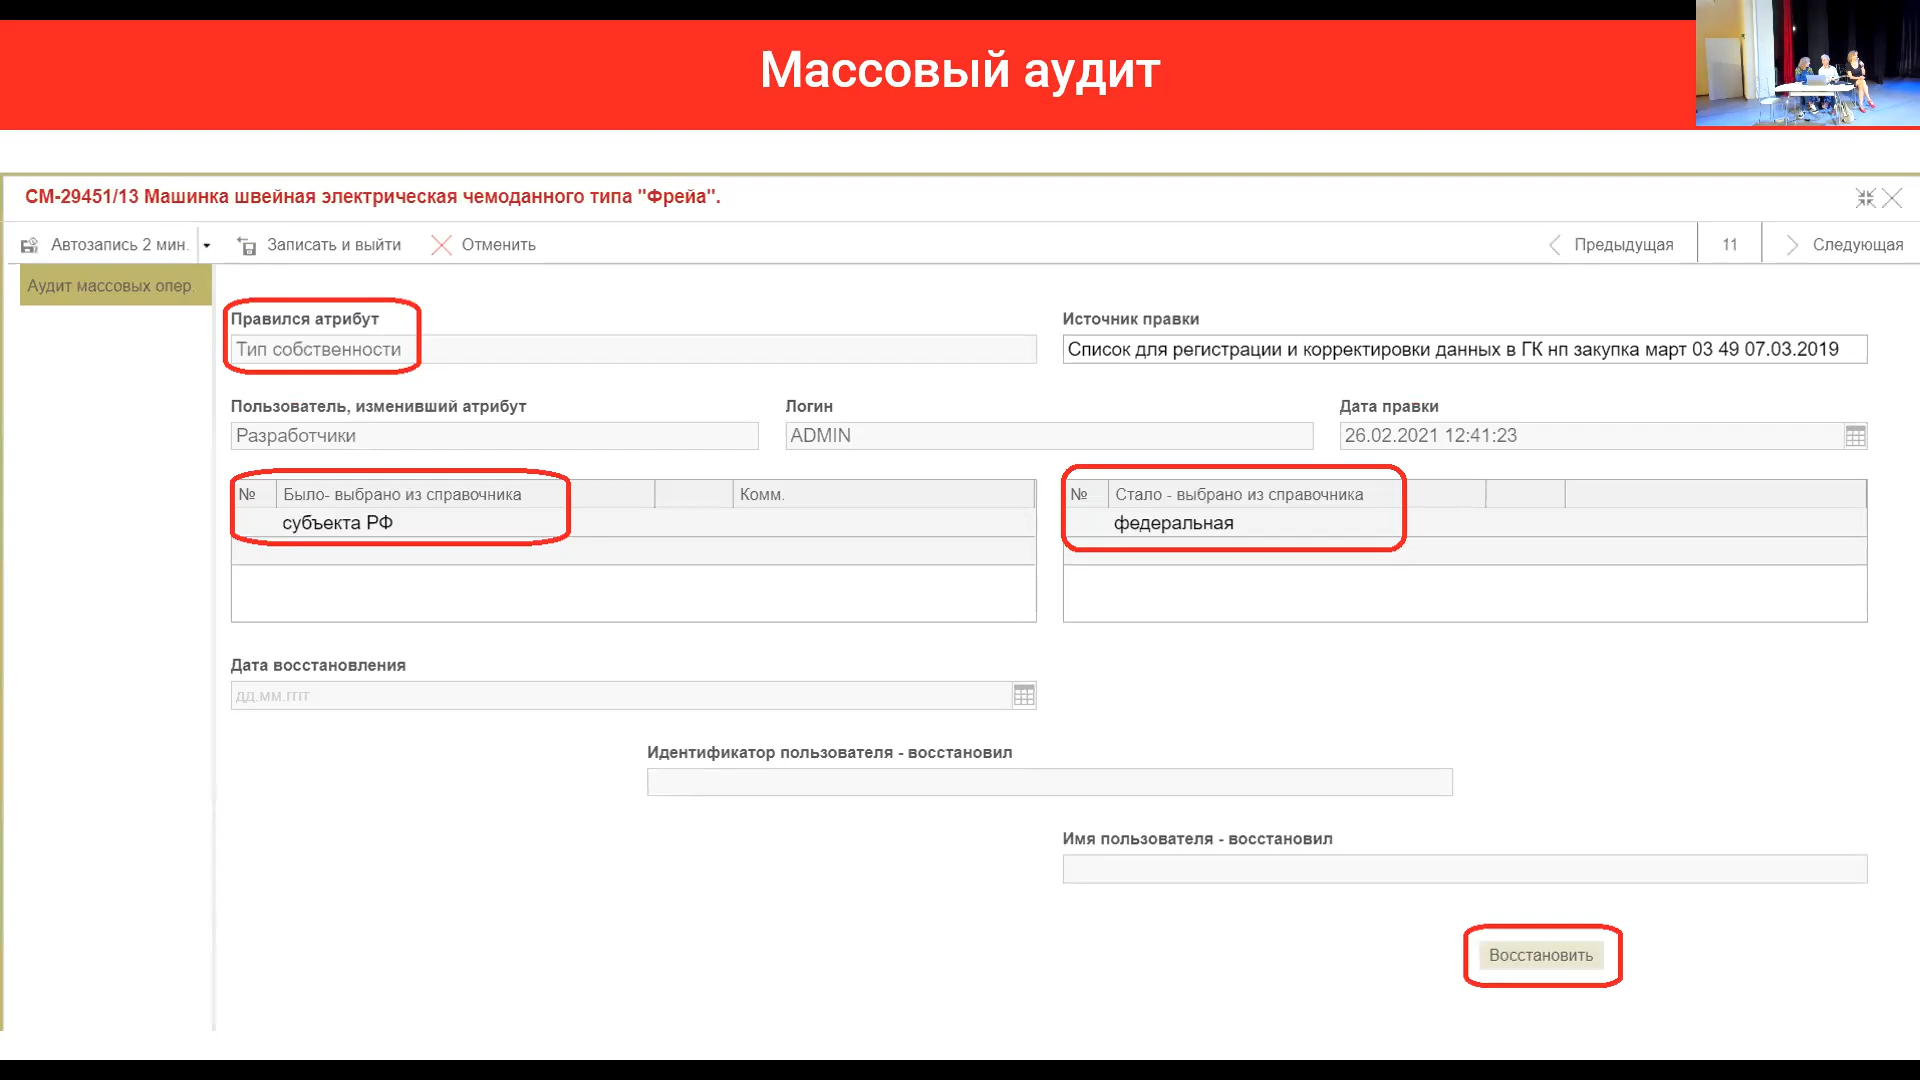 Массовый аудит
СМ-29451/13 Машинка швейная электрическая чемоданного типа "Фрейа".
Автозапись 2 мин. Записать и выйти Отменить Предыдущая 11 Следующая
Аудит массовых опер.
Правился атрибут Источник правки
Тип собственности Список для регистрации и корректировки данных в ГК нп закупка март 03 49 07.03.2019
Пользователь, изменивший атрибут Логин Дата правки
Разработчики ADMIN 26.02.2021 12:41:23
№ Было- выбрано из справочника Комм. № Стало - выбрано из справочника
субъекта РФ федеральная
Дата восстановления
дд.мм.гггг
Идентификатор пользователя - восстановил
Имя пользователя - восстановил
Восстановить